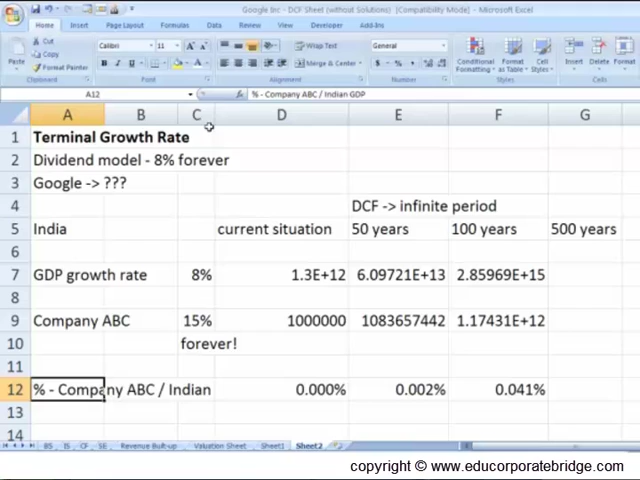 Google Inc - DCF Sheet (without Solutions) [Compatibility Mode] - Microsoft Excel
Home Insert Page Layout Formulas Data Review View Developer Add-Ins
Paste Cut Copy Format Painter
Calibri 11 Wrap Text General
B I U Merge & Center $ % ,
Conditional Formatting Format as Table Cell Styles Insert Delete
Clipboard Font Alignment Number Styles Cells
A12 fx % - Company ABC / Indian GDP
A B C D E F G
1 Terminal Growth Rate
2 Dividend model - 8% forever
3 Google -> ???
4 DCF -> infinite period
5 India current situation 50 years 100 years 500 years
6
7 GDP growth rate 8% 1.3E+12 6.09721E+13 2.85969E+15
8
9 Company ABC 15% 1000000 1083657442 1.17431E+12
10 forever!
11
12 % - Company ABC / Indian 0.000% 0.002% 0.041%
13
14
BS IS CF SE Revenue Built-up Valuation Sheet Sheet1 Sheet2
copyright © www.educorporatebridge.com